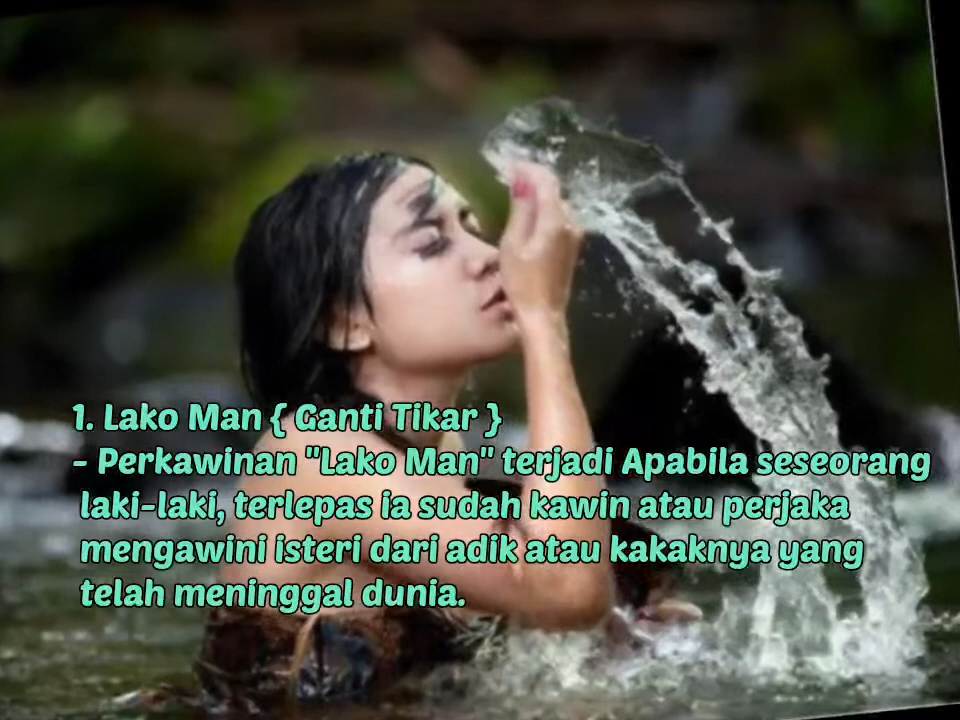 1. Lako Man { Ganti Tikar }
- Perkawinan "Lako Man" terjadi Apabila seseorang
laki-laki, terlepas ia sudah kawin atau perjaka
mengawini isteri dari adik atau kakaknya yang
telah meninggal dunia.